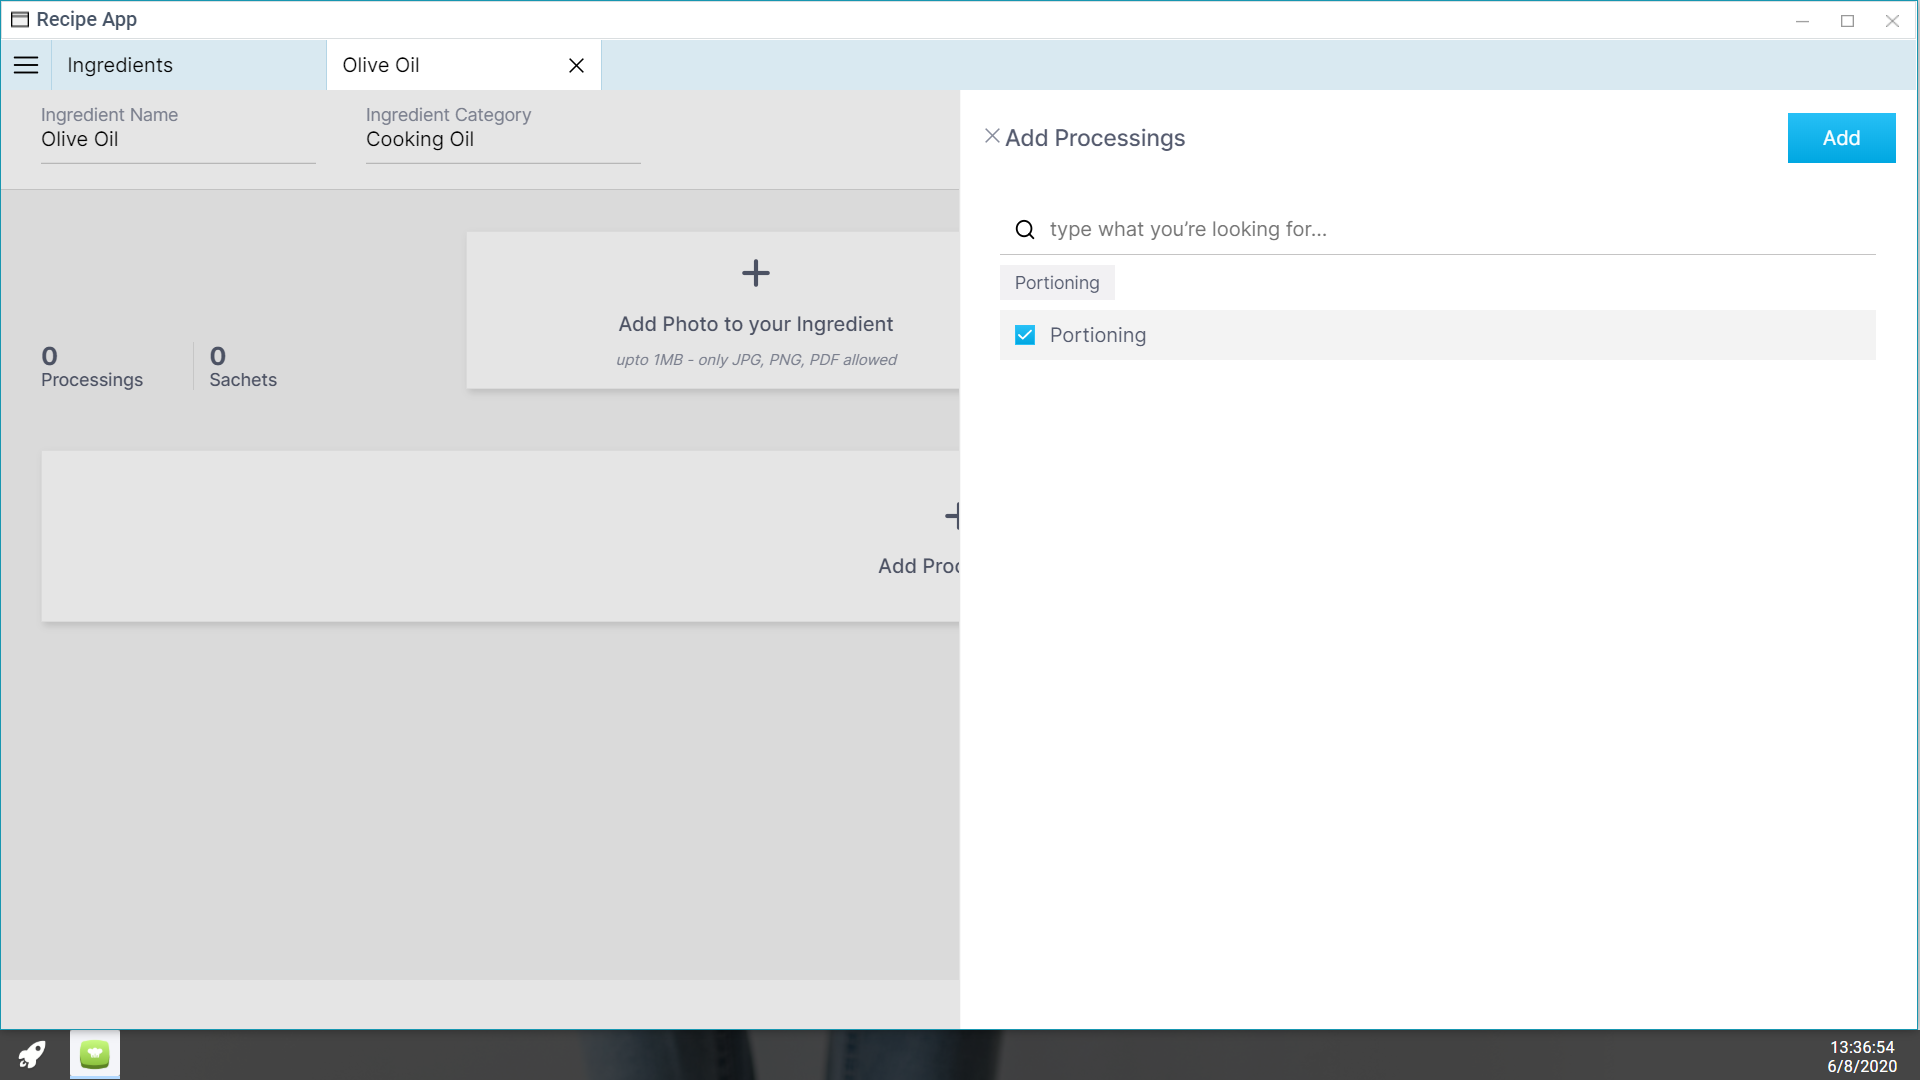 Recipe App
Ingredients
Olive Oil
Ingredient Name
Olive Oil
Ingredient Category
Cooking Oil
0
Processings
0
Sachets
Add Photo to your Ingredient
upto 1MB - only JPG, PNG, PDF allowed
Add Proc
Add Processings
Add
type what you’re looking for...
Portioning
Portioning
13:36:54
6/8/2020